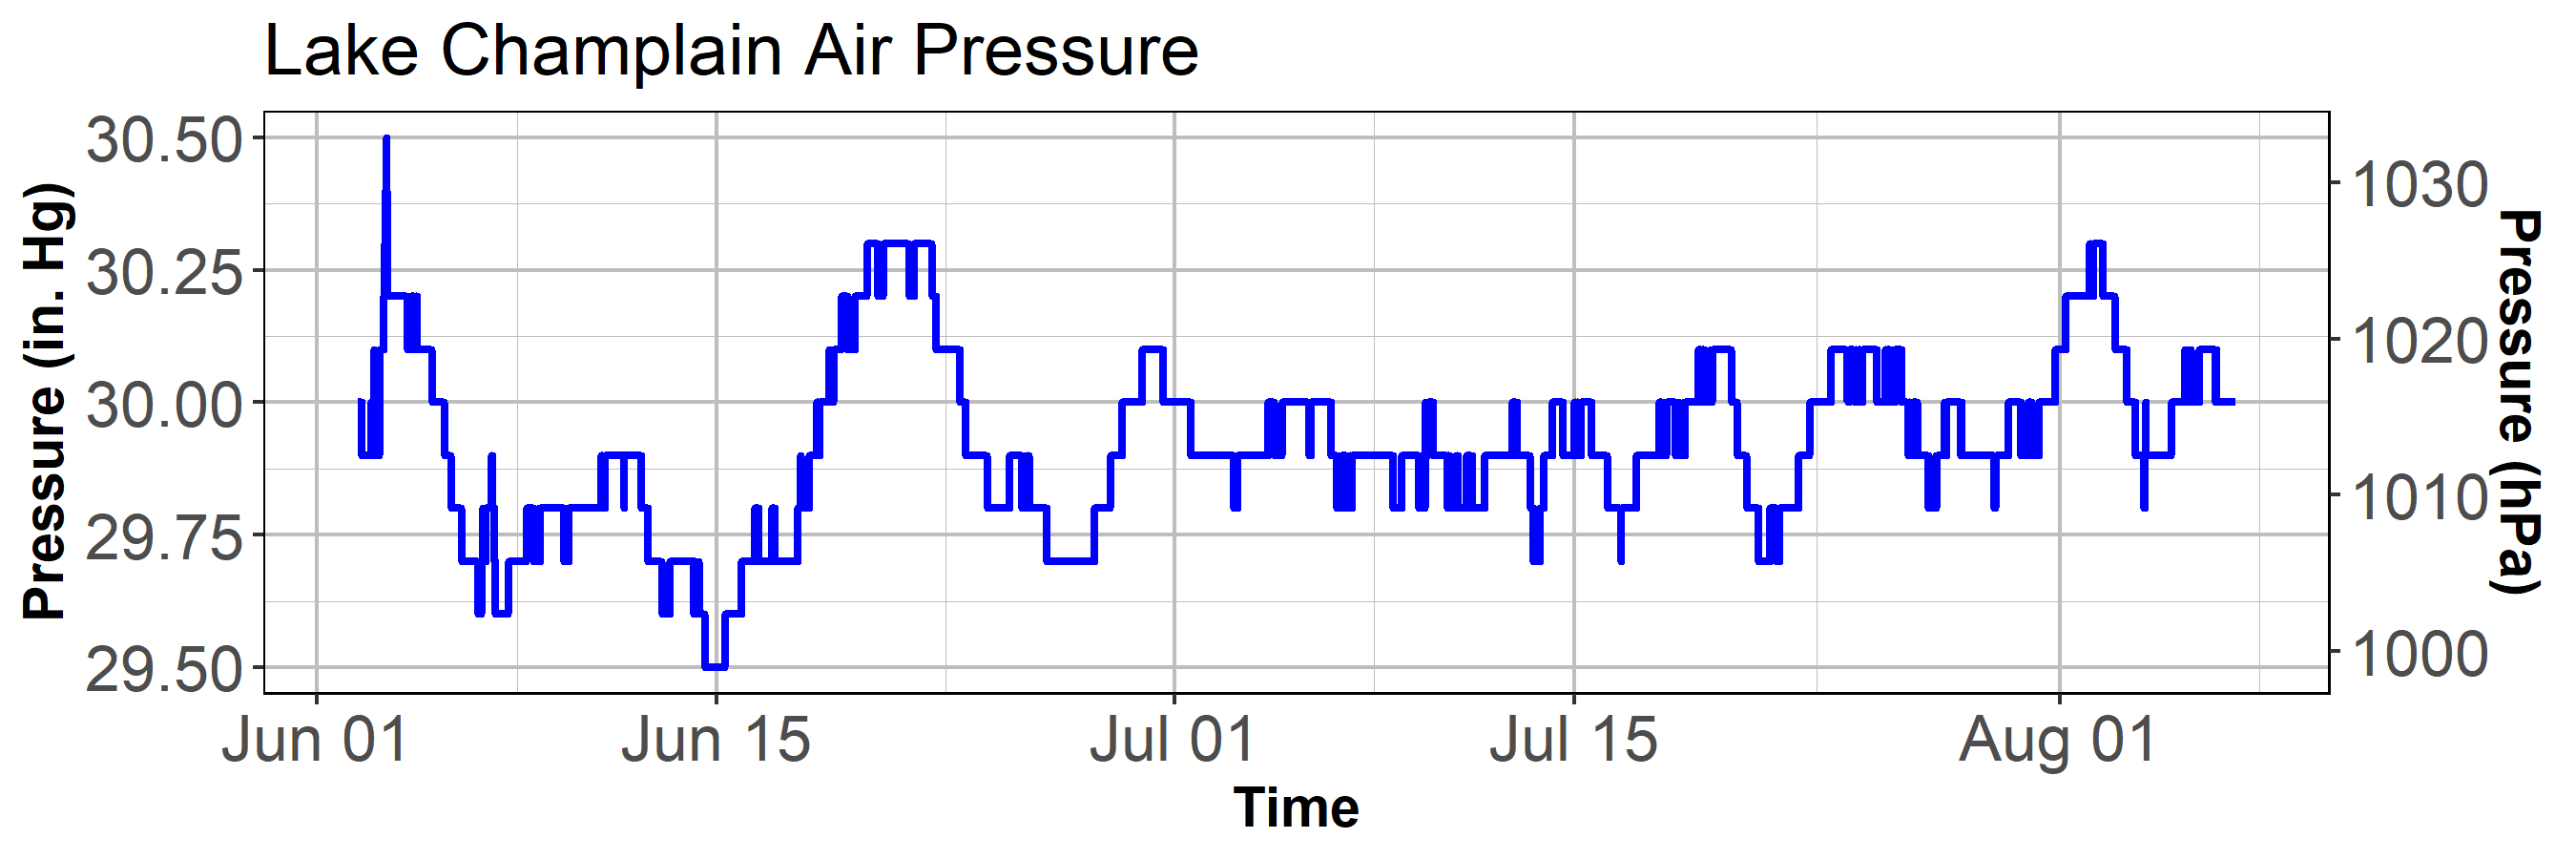 Lake Champlain Air Pressure
Pressure (in. Hg)
30.50
30.25
30.00
29.75
29.50
1030
1020
1010
1000
Pressure (hPa)
Jun 01 Jun 15 Jul 01 Jul 15 Aug 01
Time